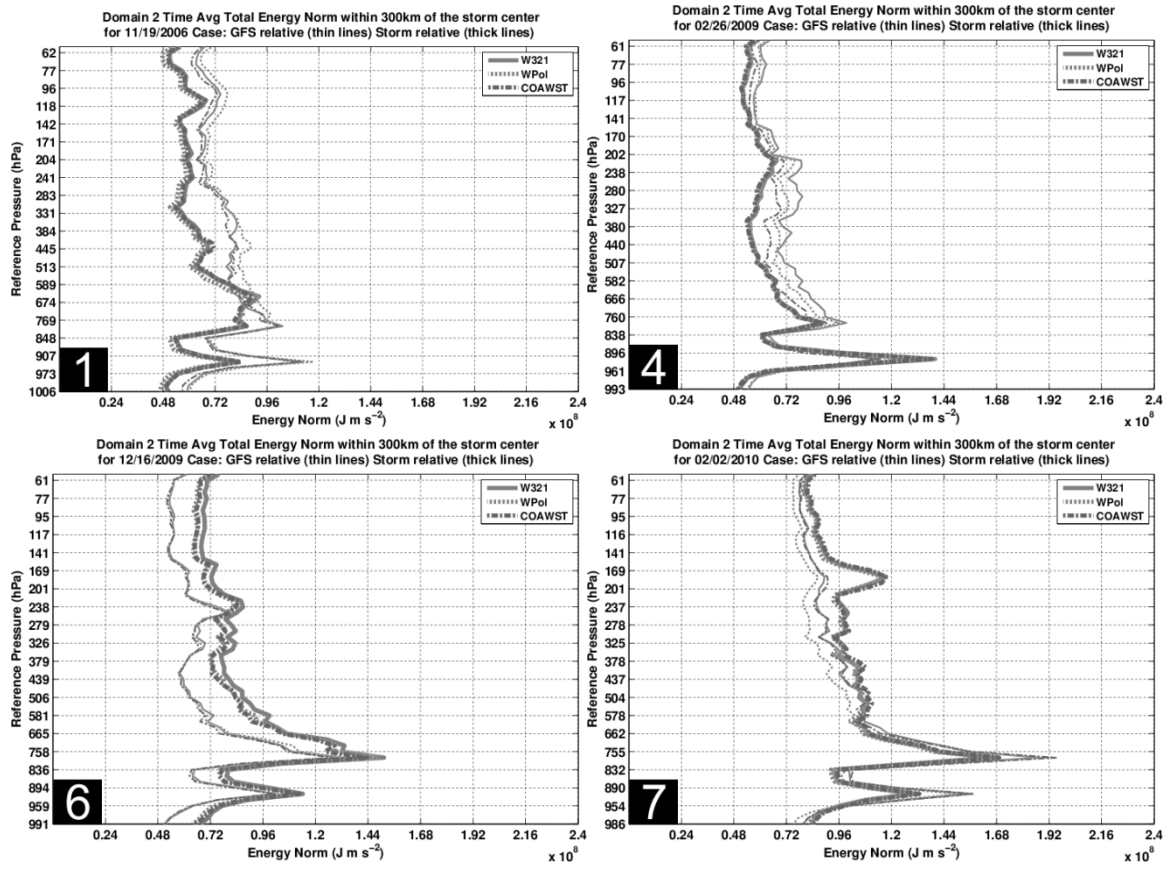 Domain 2 Time Avg Total Energy Norm within 300km of the storm center
for 11/19/2006 Case: GFS relative (thin lines) Storm relative (thick lines)
W321
WPol
COAWST
Reference Pressure (hPa)
62
77
96
118
142
171
204
241
283
331
384
445
513
589
674
769
848
907
973
1006
1
0.24 0.48 0.72 0.96 1.2 1.44 1.68 1.92 2.16 2.4
Energy Norm (J m s⁻²)
x 10⁸
Domain 2 Time Avg Total Energy Norm within 300km of the storm center
for 02/26/2009 Case: GFS relative (thin lines) Storm relative (thick lines)
W321
WPol
COAWST
Reference Pressure (hPa)
61
77
96
117
141
170
202
238
280
327
380
440
507
582
666
760
838
896
961
993
4
0.24 0.48 0.72 0.96 1.2 1.44 1.68 1.92 2.16 2.4
Energy Norm (J m s⁻²)
x 10⁸
Domain 2 Time Avg Total Energy Norm within 300km of the storm center
for 12/16/2009 Case: GFS relative (thin lines) Storm relative (thick lines)
W321
WPol
COAWST
Reference Pressure (hPa)
61
77
95
117
141
169
201
238
279
326
379
439
506
581
665
758
836
894
959
991
6
0.24 0.48 0.72 0.96 1.2 1.44 1.68 1.92 2.16 2.4
Energy Norm (J m s⁻²)
x 10⁸
Domain 2 Time Avg Total Energy Norm within 300km of the storm center
for 02/02/2010 Case: GFS relative (thin lines) Storm relative (thick lines)
W321
WPol
COAWST
Reference Pressure (hPa)
61
77
95
116
141
169
201
237
278
325
378
437
504
578
662
755
832
890
954
986
7
0.24 0.48 0.72 0.96 1.2 1.44 1.68 1.92 2.16 2.4
Energy Norm (J m s⁻²)
x 10⁸